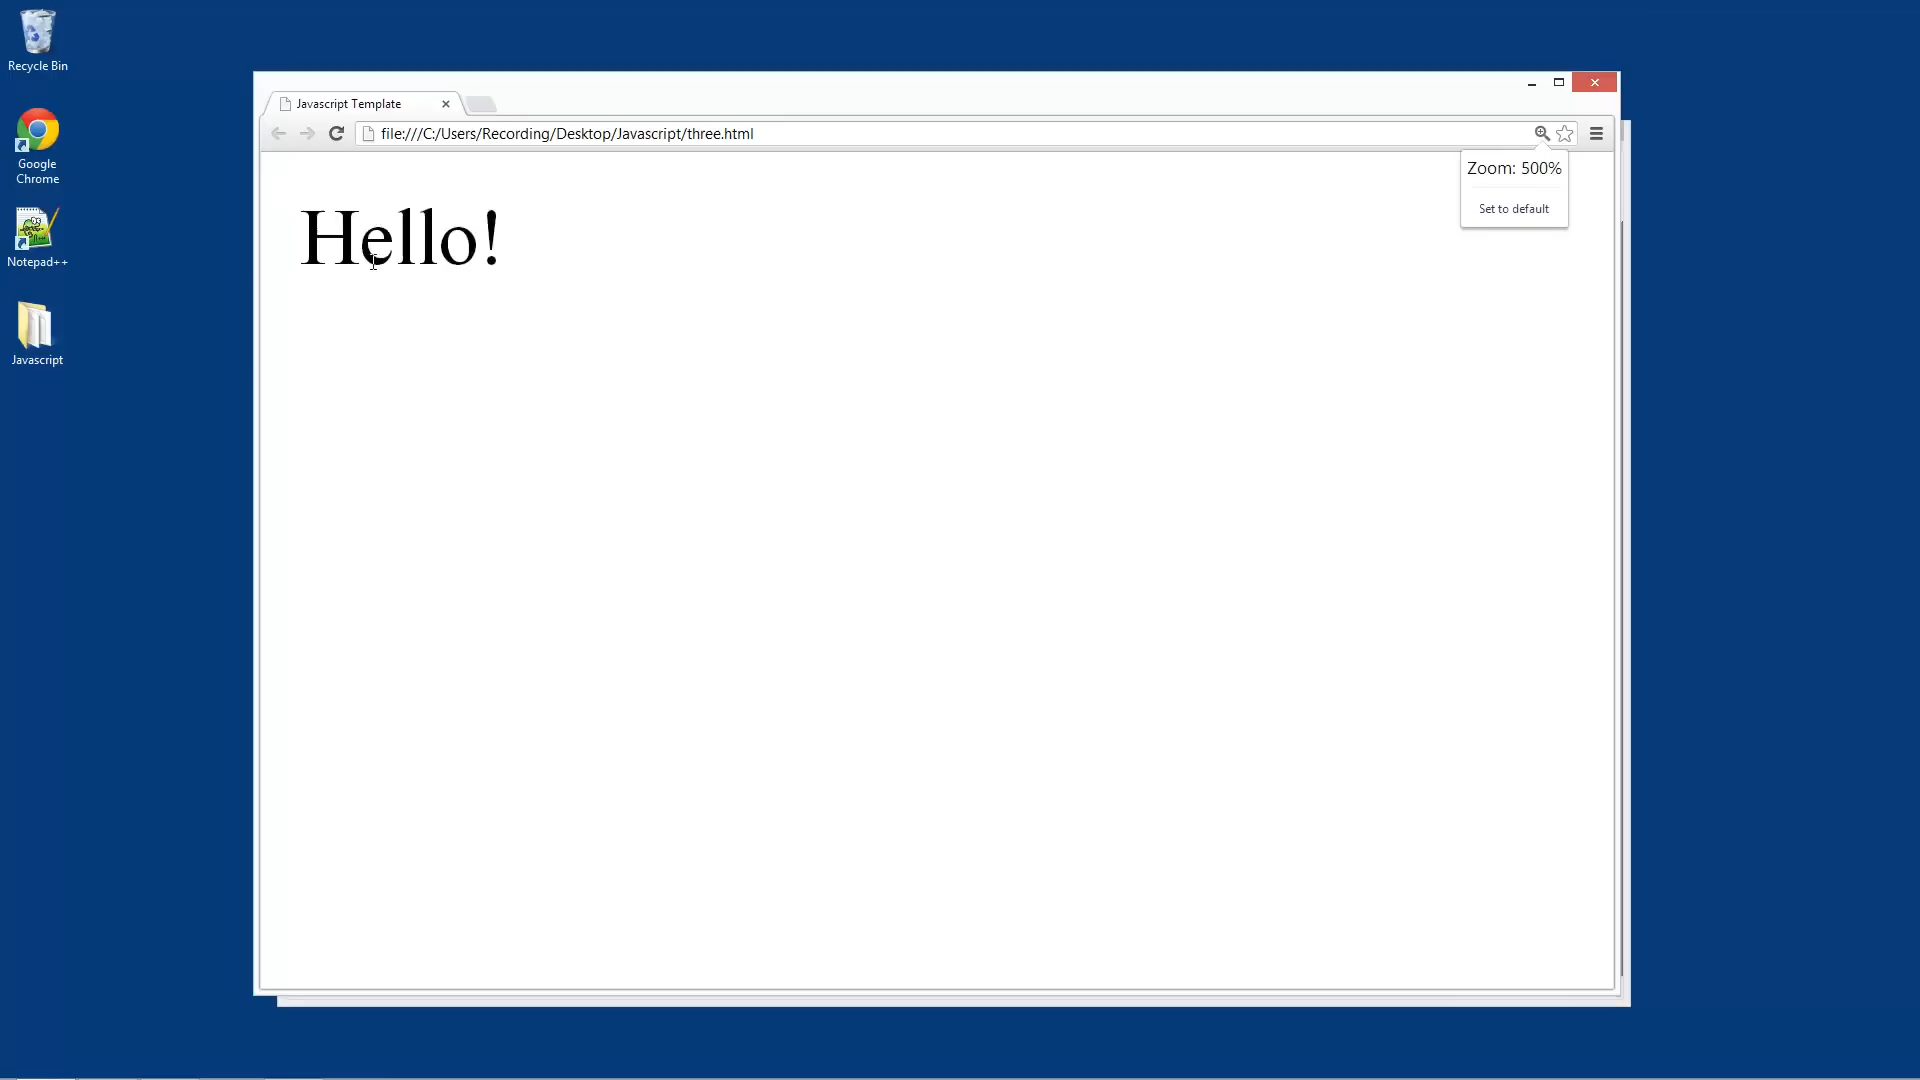 Recycle Bin
Google
Chrome
Notepad++
Javascript
Javascript Template
file:///C:/Users/Recording/Desktop/Javascript/three.html
Zoom: 500%
Set to default
Hello!